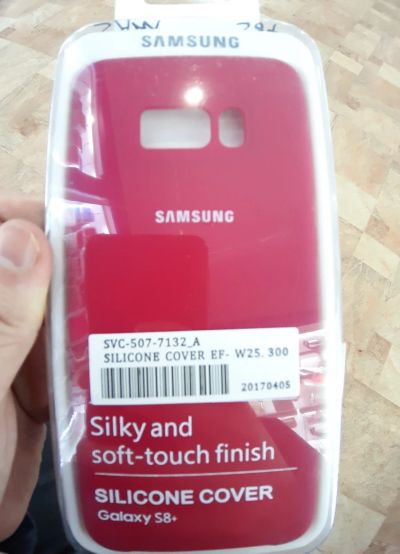 SAMSUNG
SAMSUNG
SVC-507-7132_A
SILICONE COVER EF- W25.300
20170405
Silky and
soft-touch finish
SILICONE COVER
Galaxy S8+